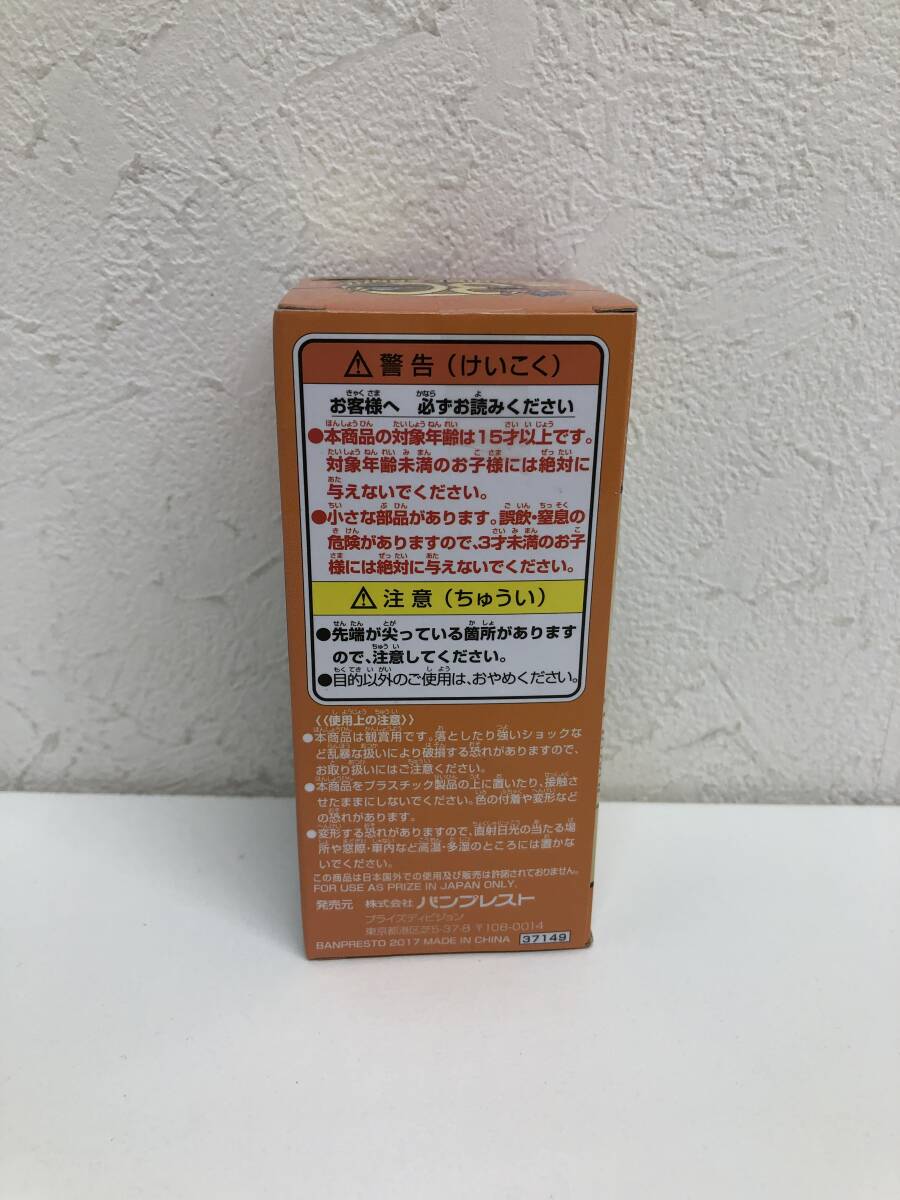 ⚠警告(けいこく)
お客様へ 必ずお読みください
●本商品の対象年齢は15才以上です。
対象年齢未満のお子様には絶対に
与えないでください。
●小さな部品があります。誤飲・窒息の
危険がありますので、3才未満のお子
様には絶対に与えないでください。
⚠注意(ちゅうい)
●先端が尖っている箇所があります
ので、注意してください。
●目的以外のご使用は、おやめください。
《使用上の注意》
●本商品は観賞用です。落としたり強いショックな
ど乱暴な扱いにより破損する恐れがありますので、
お取り扱いにはご注意ください。
●本商品をプラスチック製品の上に置いたり、接触さ
せたままにしないでください。色の付着や変形など
の恐れがあります。
●変形する恐れがありますので、直射日光の当たる場
所や窓際・車内など高温・多湿のところには置かな
いでください。
この商品は日本国外での使用及び販売は許諾されておりません。
FOR USE AS PRIZE IN JAPAN ONLY.
発売元 株式会社 バンプレスト
プライズディビジョン
東京都港区芝5-37-8 〒108-0014
BANPRESTO 2017 MADE IN CHINA 37149